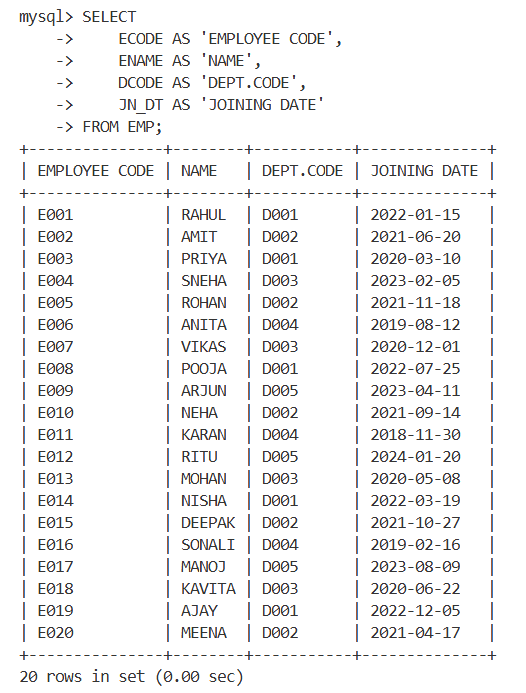 mysql> SELECT
    ->     ECODE AS 'EMPLOYEE CODE',
    ->     ENAME AS 'NAME',
    ->     DCODE AS 'DEPT.CODE',
    ->     JN_DT AS 'JOINING DATE'
    -> FROM EMP;
+---------------+--------+-----------+--------------+
| EMPLOYEE CODE | NAME   | DEPT.CODE | JOINING DATE |
+---------------+--------+-----------+--------------+
| E001          | RAHUL  | D001      | 2022-01-15   |
| E002          | AMIT   | D002      | 2021-06-20   |
| E003          | PRIYA  | D001      | 2020-03-10   |
| E004          | SNEHA  | D003      | 2023-02-05   |
| E005          | ROHAN  | D002      | 2021-11-18   |
| E006          | ANITA  | D004      | 2019-08-12   |
| E007          | VIKAS  | D003      | 2020-12-01   |
| E008          | POOJA  | D001      | 2022-07-25   |
| E009          | ARJUN  | D005      | 2023-04-11   |
| E010          | NEHA   | D002      | 2021-09-14   |
| E011          | KARAN  | D004      | 2018-11-30   |
| E012          | RITU   | D005      | 2024-01-20   |
| E013          | MOHAN  | D003      | 2020-05-08   |
| E014          | NISHA  | D001      | 2022-03-19   |
| E015          | DEEPAK | D002      | 2021-10-27   |
| E016          | SONALI | D004      | 2019-02-16   |
| E017          | MANOJ  | D005      | 2023-08-09   |
| E018          | KAVITA | D003      | 2020-06-22   |
| E019          | AJAY   | D001      | 2022-12-05   |
| E020          | MEENA  | D002      | 2021-04-17   |
+---------------+--------+-----------+--------------+
20 rows in set (0.00 sec)